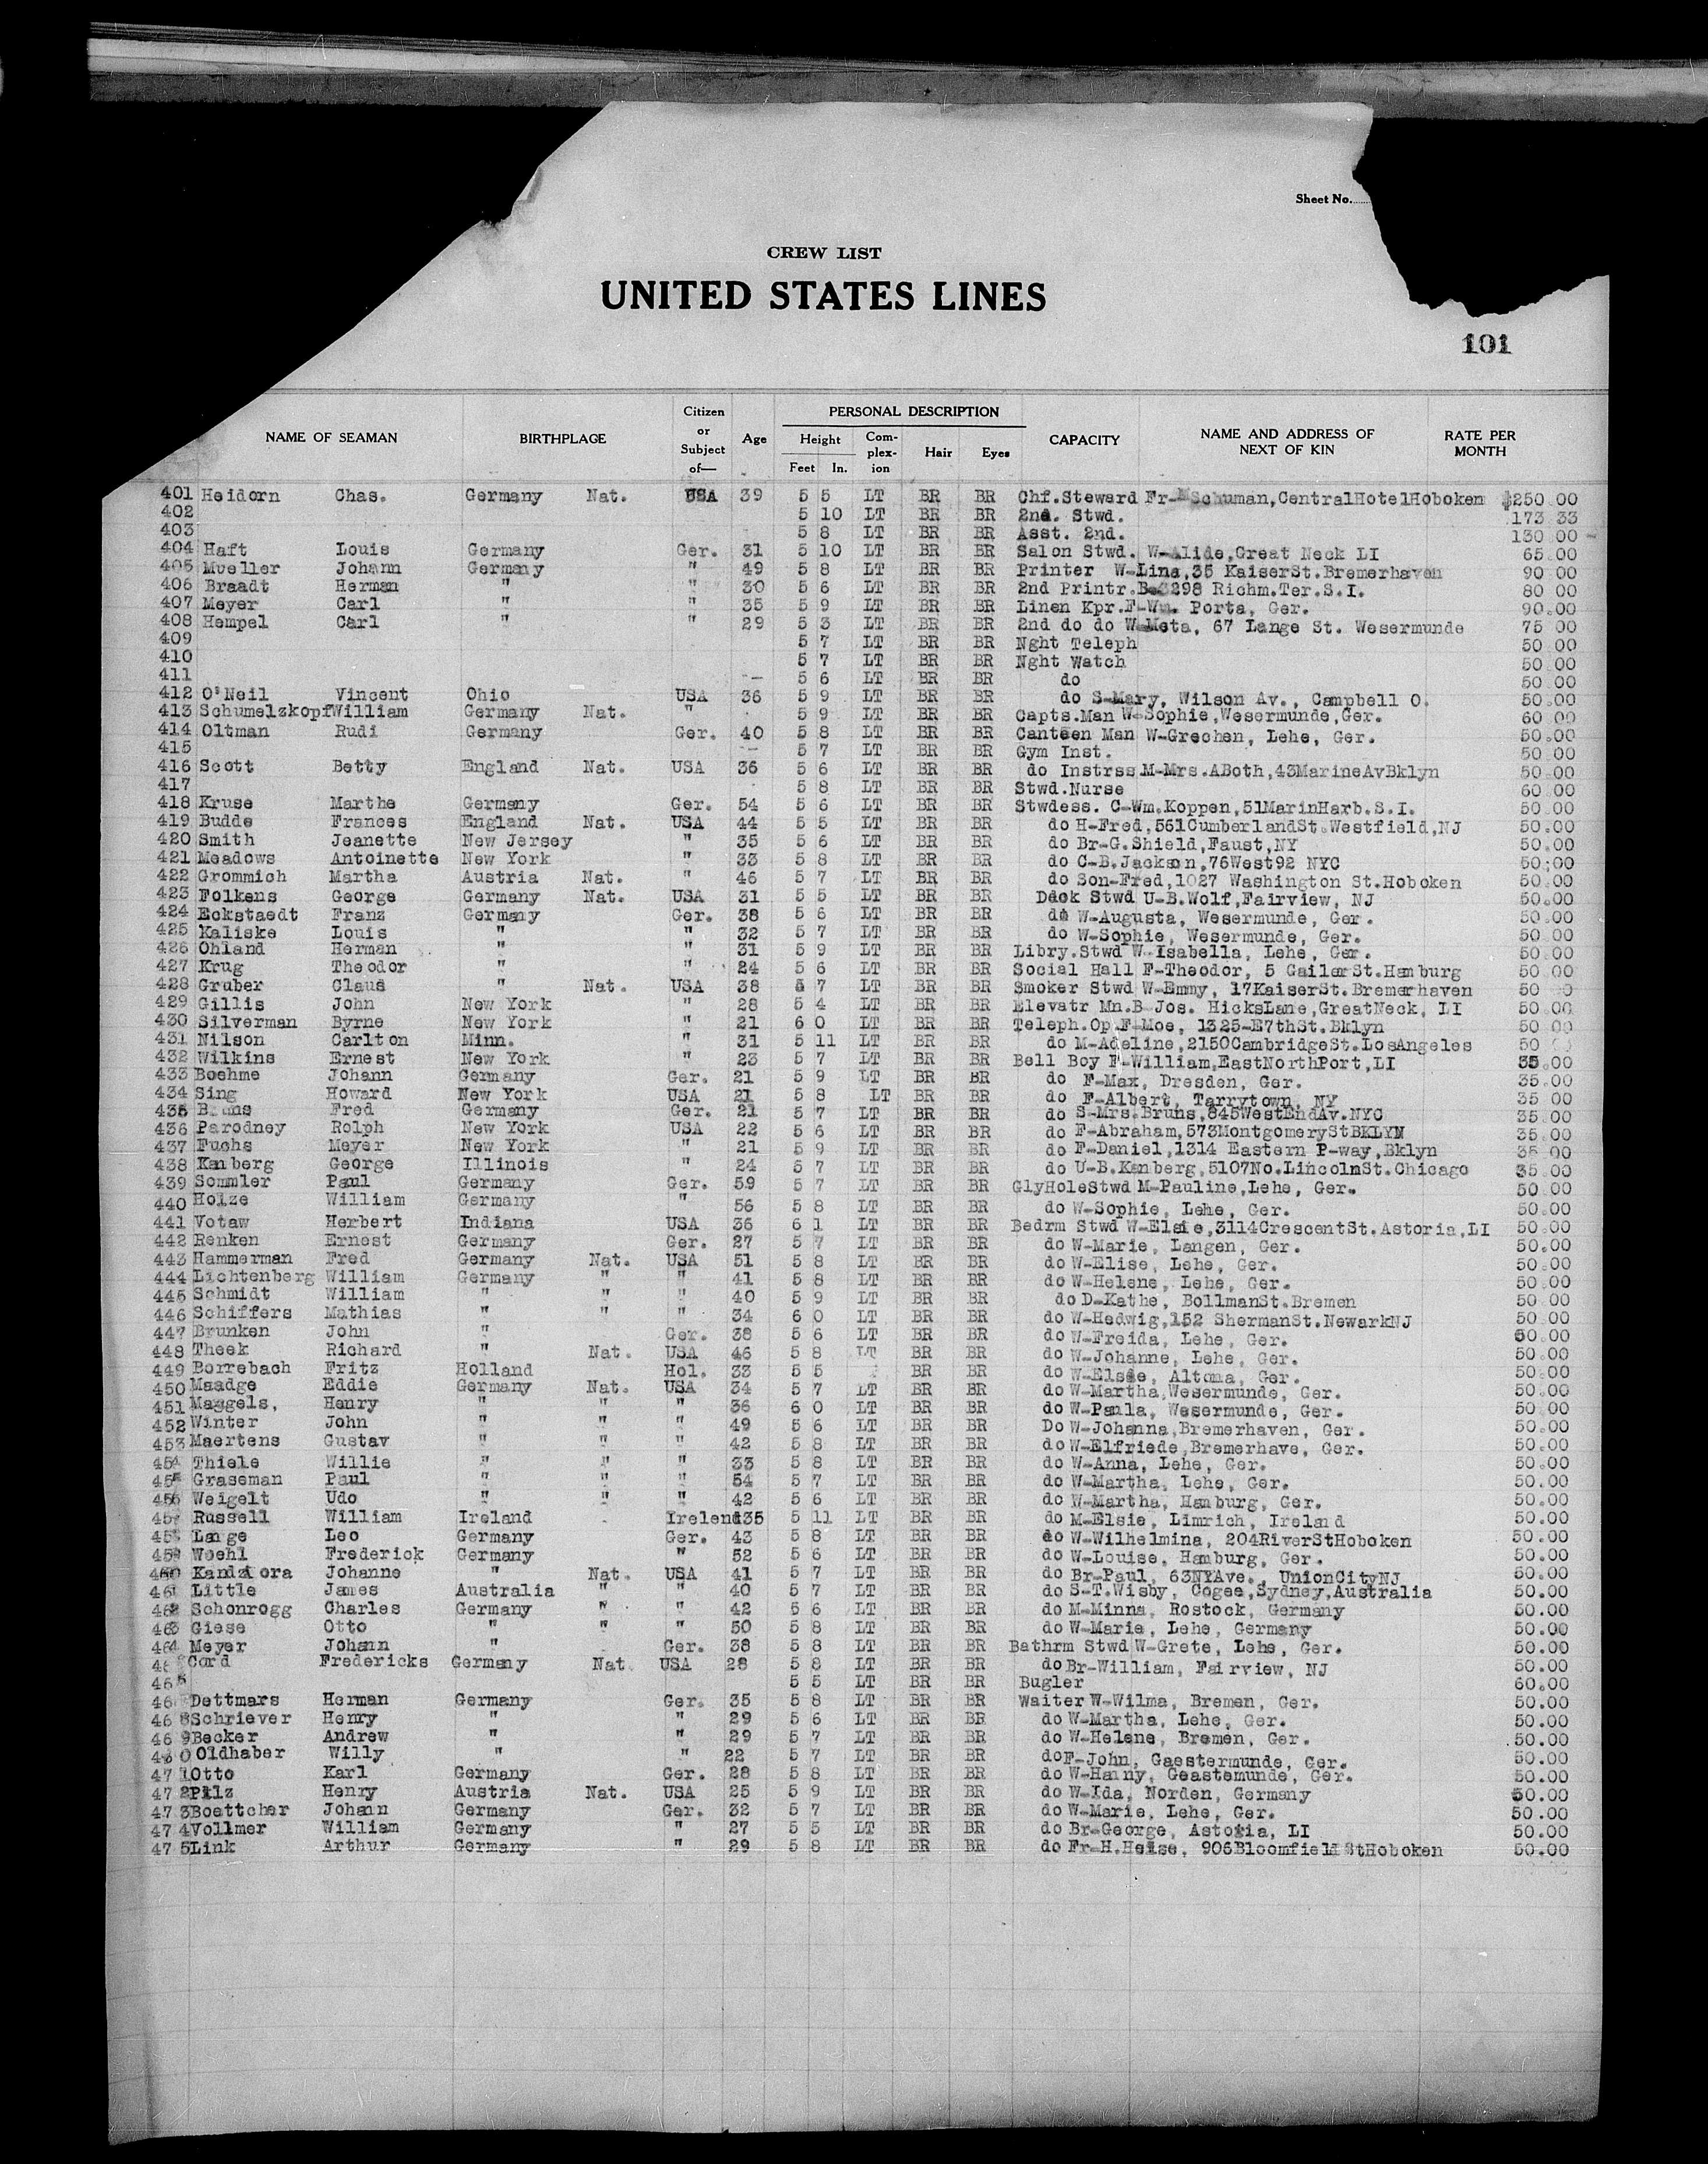 Sheet No.......
CREW LIST
UNITED STATES LINES
101
NAME OF SEAMAN BIRTHPLAGE Citizen or Subject of— Age PERSONAL DESCRIPTION Height Feet In. Com-plex-ion Hair Eyes CAPACITY NAME AND ADDRESS OF NEXT OF KIN RATE PER MONTH
401 Heidorn Chas. Germany Nat. USA 39 5 5 LT BR BR Chf.Steward Fr- Schuman,CentralHotelHoboken $250 00
402 5 10 LT BR BR 2nd. Stwd. 173 33
403 5 8 LT BR BR Asst. 2nd. 130 00
404 Haft Louis Germany Ger. 31 5 10 LT BR BR Salon Stwd. W-Alide,Great Neck LI 65 00
405 Mueller Johann Germany " 49 5 8 LT BR BR Printer W-Lina,35 KaiserSt.Bremerhaven 90 00
406 Braadt Herman " " 30 5 6 LT BR BR 2nd Printr. 298 Richm.Ter.S.I. 80 00
407 Meyer Carl " " 35 5 9 LT BR BR Linen Kpr.F-Wm. Porta, Ger. 90.00
408 Hempel Carl " " 29 5 3 LT BR BR 2nd do do W-Meta, 67 Lange St. Wesermunde 75 00
409 5 7 LT BR BR Nght Teleph 50 00
410 5 7 LT BR BR Nght Watch 50 00
411 5 6 LT BR BR do 50 00
412 O'Neil Vincent Ohio USA 36 5 9 LT BR BR do S-Mary, Wilson Av., Campbell O. 50.00
413 SchumelzkopfWilliam Germany Nat. " 5 9 LT BR BR Capts.Man W-Sophie,Wesermunde,Ger. 60 00
414 Oltman Rudi Germany Ger. 40 5 8 LT BR BR Canteen Man W-Grechen, Lehe, Ger. 50.00
415 5 7 LT BR BR Gym Inst. 50 00
416 Scott Betty England Nat. USA 36 5 6 LT BR BR do Instrss M-Mrs.ABoth,43MarineAvBklyn 50.00
417 5 8 LT BR BR Stwd.Nurse 60 00
418 Kruse Marthe Germany Ger. 54 5 6 LT BR BR Stwdess. C-Wm.Koppen,51MarinHarb.S.I. 50.00
419 Budde Frances England Nat. USA 44 5 5 LT BR BR do H-Fred,561CumberlandSt.Westfield,NJ 50.00
420 Smith Jeanette New Jersey " 35 5 6 LT BR BR do Br-G.Shield,Faust,NY 50.00
421 Meadows Antoinette New York " 33 5 8 LT BR BR do C-B.Jackson,76West92 NYC 50:00
422 Grommich Martha Austria Nat. " 46 5 7 LT BR BR do Son-Fred,1027 Washington St.Hoboken 50.00
423 Folkens George Germany Nat. USA 31 5 5 LT BR BR Ddck Stwd U-B.Wolf,Fairview, NJ 50.00
424 Eckstaedt Franz Germany Ger. 38 5 6 LT BR BR do W-Augusta, Wesermunde, Ger. 50.00
425 Kaliske Louis " " 32 5 7 LT BR BR do W-Sophie, Wesermunde, Ger. 50 00
426 Ohland Herman " " 31 5 9 LT BR BR Libry.Stwd W-Isabella, Lehe, Ger. 50.00
427 Krug Theodor " " 24 5 6 LT BR BR Social Hall F-Theodor, 5 GailerSt.Hamburg 50 00
428 Gruber Claus " Nat. USA 38 5 7 LT BR BR Smoker Stwd W-Emmy, 17KaiserSt.Bremerhaven 50
429 Gillis John New York " 28 5 4 LT BR BR Elevatr Mn.B-Jos. HicksLane,GreatNeck, LI 50 00
430 Silverman Byrne New York " 21 6 0 LT BR BR Teleph.Op.F-Moe, 1325-E7thSt.Bklyn 50 00
431 Nilson Carlton Minn. " 31 5 11 LT BR BR do M-Adeline,2150CambridgeSt.LosAngeles 50
432 Wilkins Ernest New York " 23 5 7 LT BR BR Bell Boy F-William,EastNorthPort,LI 35.00
433 Boehme Johann Germany Ger. 21 5 9 LT BR BR do F-Max, Dresden, Ger. 35.00
434 Sing Howard New York USA 21 5 8 LT BR BR do F-Albert, Tarrytown, NY 35 00
435 Fred Germany Ger. 21 5 7 LT BR BR do S-Mrs.Bruns,845WestEndAv.NYC 35.00
436 Parodney Rolph New York USA 22 5 6 LT BR BR do F-Abraham,573MontgomeryStBKLYN 35.00
437 Fuchs Meyer New York " 21 5 9 LT BR BR do F-Daniel,1314 Eastern P-way,Bklyn 35 00
438 Kanberg George Illinois " 24 5 7 LT BR BR do U-B.Kanberg,5107No.LincolnSt.Chicago 35.00
439 Sommler Paul Germany Ger. 59 5 7 LT BR BR GlyHoleStwd M-Pauline,Lehe, Ger. 50 00
440 Holze William Germany " 56 5 8 LT BR BR do W-Sophie, Lehe, Ger. 50.00
441 Votaw Herbert Indiana USA 36 6 1 LT BR BR Bedrm Stwd W-Elsie,3114CrescentSt.Astoria,LI 50.00
442 Renken Ernest Germany Ger. 27 5 7 LT BR BR do W-Marie, Langen, Ger. 50.00
443 Hammerman Fred Germany Nat. USA 51 5 8 LT BR BR do W-Elise, Lehe, Ger. 50.00
444 Lichtenberg William Germany " " 41 5 8 LT BR BR do W-Helene, Lehe, Ger. 50.00
445 Schmidt William " " " 40 5 9 LT BR BR do D-Kathe, BollmanSt.Bremen 50 00
446 Schiffers Mathias " " " 34 6 0 LT BR BR do W-Hedwig,152 ShermanSt.NewarkNJ 50 00
447 Brunken John " Ger. 38 5 6 LT BR BR do W-Freida, Lehe, Ger. 50.00
448 Theek Richard " Nat. USA 46 5 8 LT BR BR do W-Johanne, Lehe, Ger. 50.00
449 Borrebach Fritz Holland Hol. 33 5 5 BR BR do W-Elsie, Altona, Ger. 50.00
450 Maadge Eddie Germany Nat. USA 34 5 7 LT BR BR do W-Martha,Wesermunde, Ger. 50.00
451 Maggels, Henry " " " 36 6 0 LT BR BR do W-Paula, Wesermunde, Ger. 50.00
452 Winter John " " " 49 5 6 LT BR BR Do W-Johanna,Bremerhaven, Ger. 50.00
453 Maertens Gustav " " " 42 5 8 LT BR BR do W-Elfriede,Bremerhave, Ger. 50.00
454 Thiele Willie " " " 33 5 8 LT BR BR do W-Anna, Lehe, Ger. 50.00
455 Graseman Paul " " " 54 5 7 LT BR BR do W-Martha, Lehe, Ger. 50.00
456 Weigelt Udo " " " 42 5 6 LT BR BR do W-Martha, Hamburg, Ger. 50.00
457 Russell William Ireland Irelend35 5 11 LT BR BR do M-Elsie, Limrich, Ireland 50.00
458 Lange Leo Germany Ger. 43 5 8 LT BR BR do W-Wilhelmina, 204RiverStHoboken 50.00
459 Woehl Frederick Germany " 52 5 6 LT BR BR do W-Louise, Hamburg, Ger. 50.00
460 Kandziora Johanne " Nat. USA 41 5 7 LT BR BR do Br-Paul, 63NYAve., UnionCityNJ 50.00
461 Little James Australia " " 40 5 7 LT BR BR do S-T.Wisby, Cogee,Sydney,Australia 50.00
462 Schonrogg Charles Germany " " 42 5 6 LT BR BR do M-Minna, Rostock, Germany 50.00
463 Giese Otto " " " 50 5 8 LT BR BR do W-Marie, Lehe, Germany 50.00
464 Meyer Johann " Ger. 38 5 8 LT BR BR Bathrm Stwd W-Grete, Lehe, Ger. 50.00
46 Cord Fredericks Germany Nat. USA 28 5 8 LT BR BR do Br-William, Fairview, NJ 50.00
46 5 5 LT BR BR Bugler 60.00
46 Dettmars Herman Germany Ger. 35 5 8 LT BR BR Waiter W-Wilma, Bremen, Ger. 50.00
46 8Schriever Henry " " 29 5 6 LT BR BR do W-Martha, Lehe, Ger. 50.00
46 9Becker Andrew " " 29 5 7 LT BR BR do W-Helene, Bremen, Ger. 50.00
0 Oldhaber Willy " " 22 5 7 LT BR BR doF-John, Gaestermunde, Ger. 50.00
47 1Otto Karl Germany Ger. 28 5 8 LT BR BR do W-Hanny, Geastemunde, Ger. 50.00
47 2Pilz Henry Austria Nat. USA 25 5 9 LT BR BR do W-Ida, Norden, Germany 50.00
47 3Boettcher Johann Germany Ger. 32 5 7 LT BR BR do W-Marie, Lehe, Ger. 50.00
47 4Vollmer William Germany " 27 5 5 LT BR BR do Br-George, Astoria, LI 50.00
47 5Link Arthur Germany " 29 5 8 LT BR BR do Fr-H.Heise, 906Bloomfield StHoboken 50.00